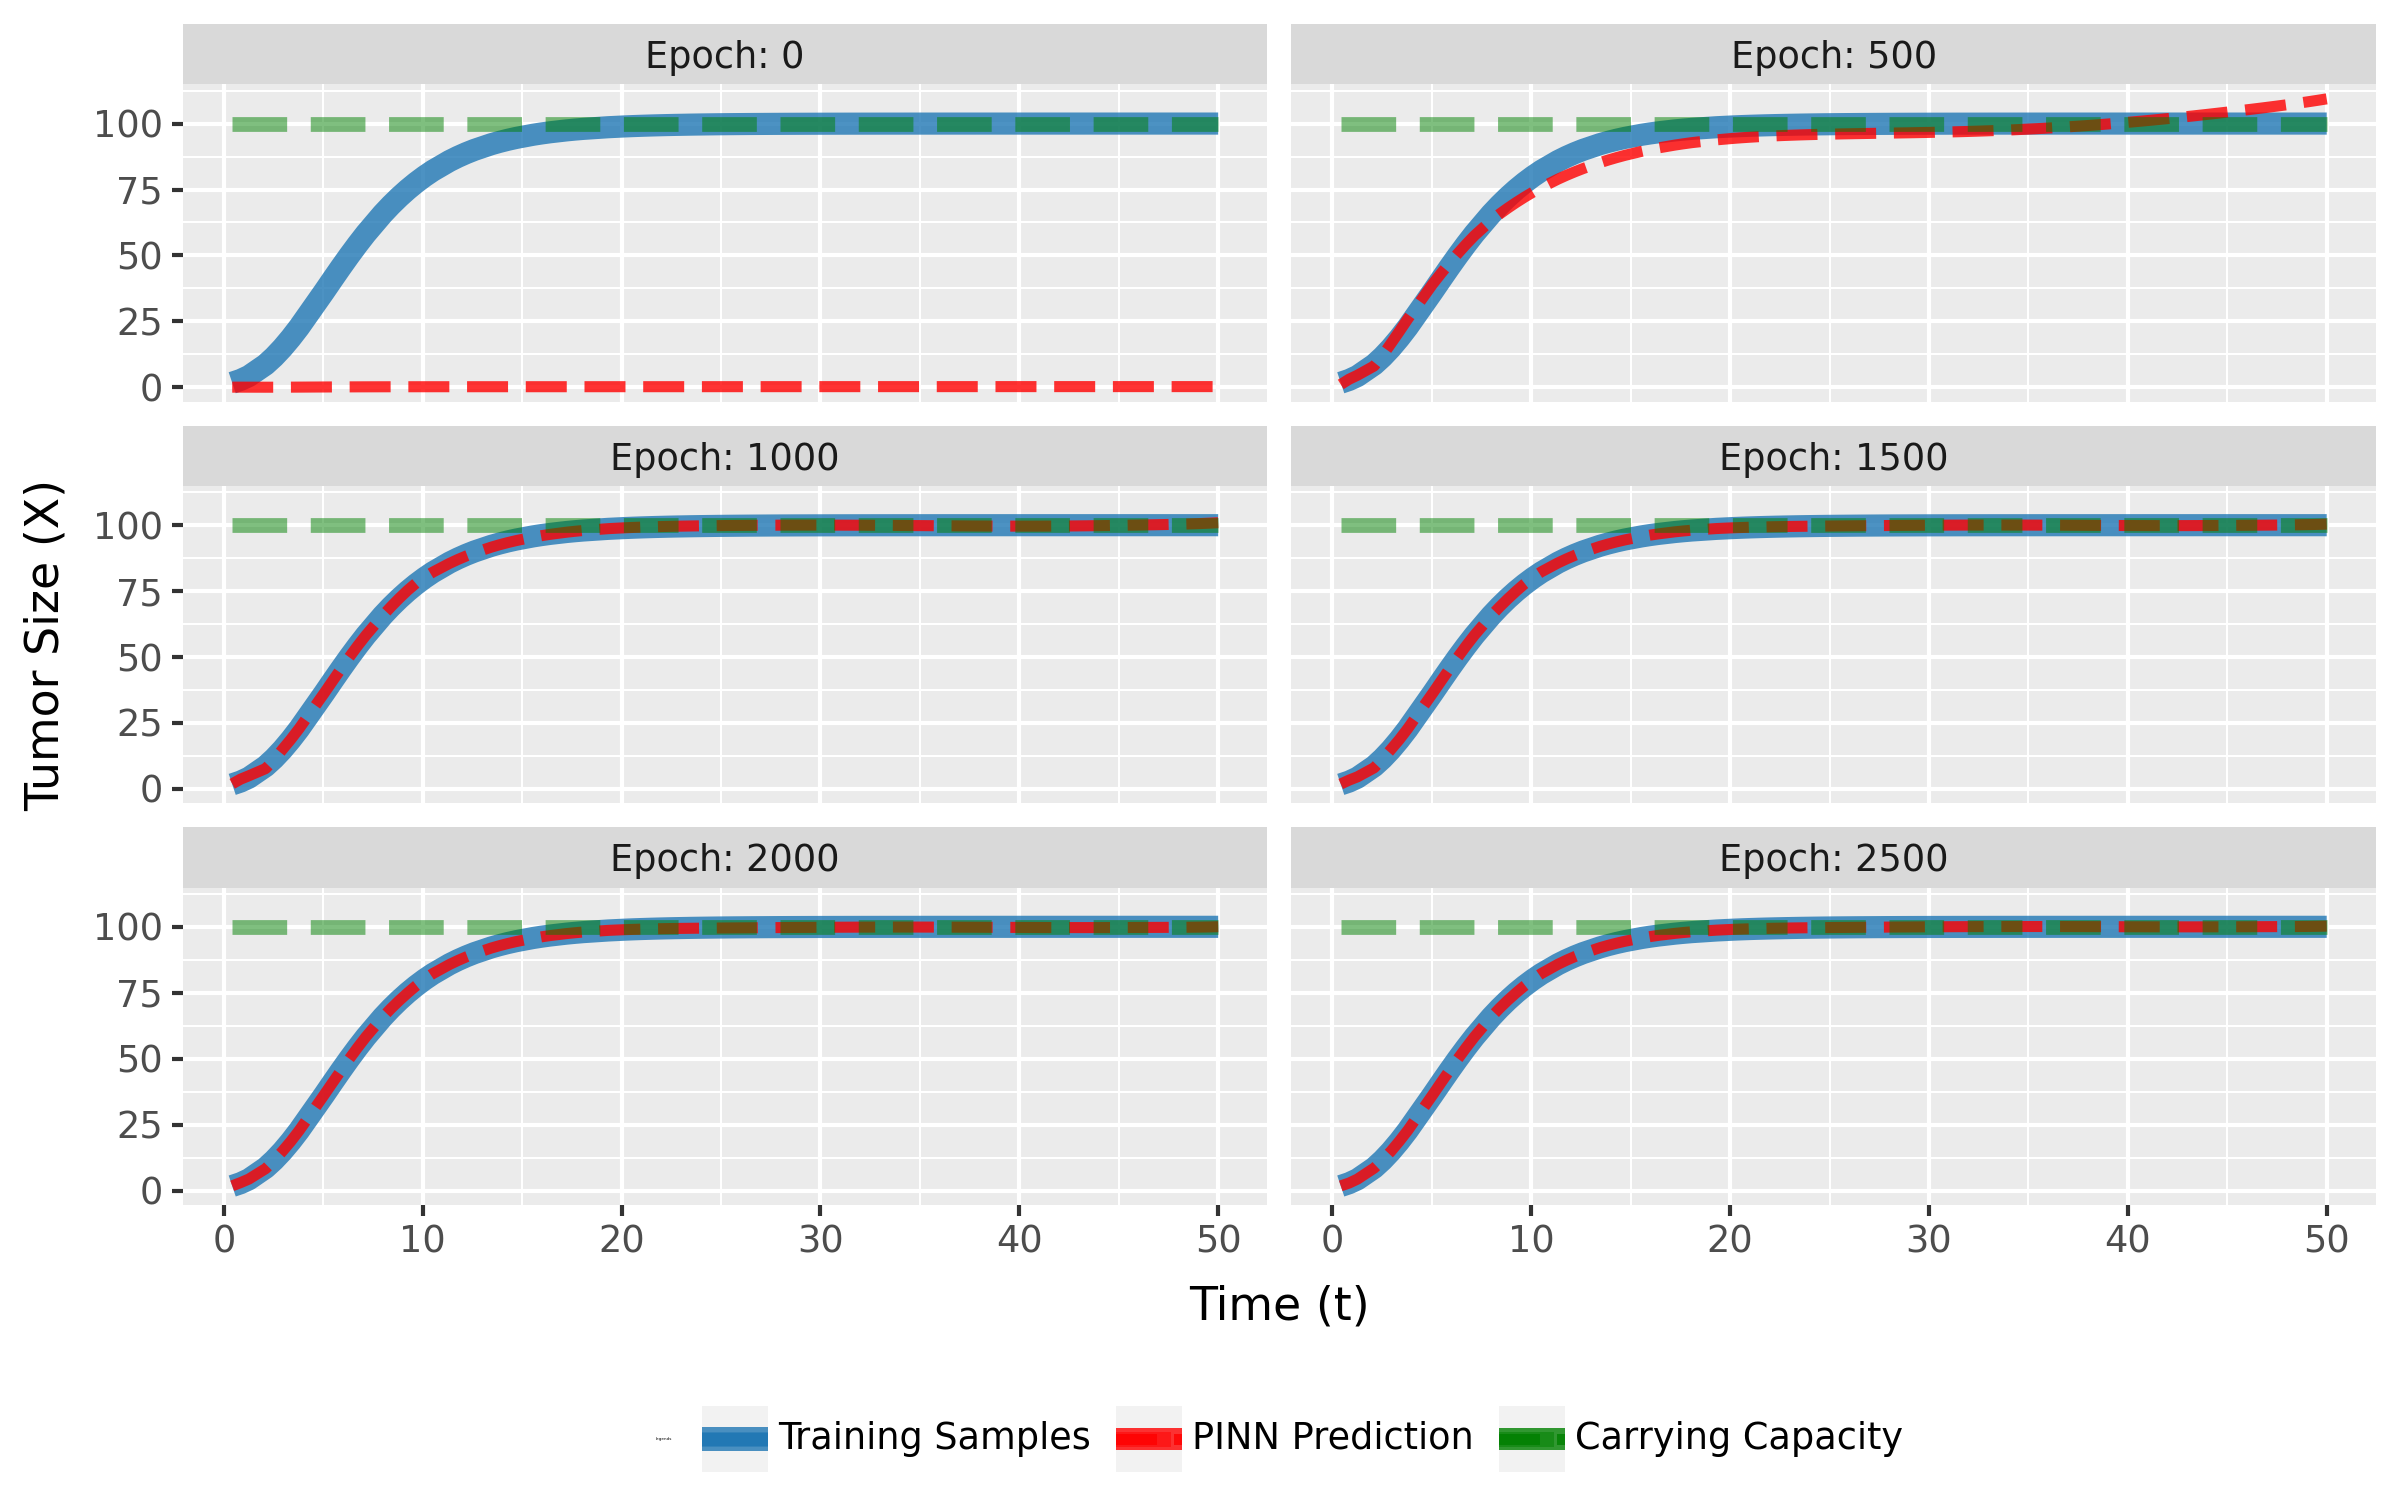 Epoch: 0
Epoch: 500
100
75
50
25
0
Epoch: 1000
Epoch: 1500
100
75
50
25
0
Epoch: 2000
Epoch: 2500
100
75
50
25
0
0 10 20 30 40 50
0 10 20 30 40 50
Tumor Size (X)
Time (t)
legends
Training Samples
PINN Prediction
Carrying Capacity